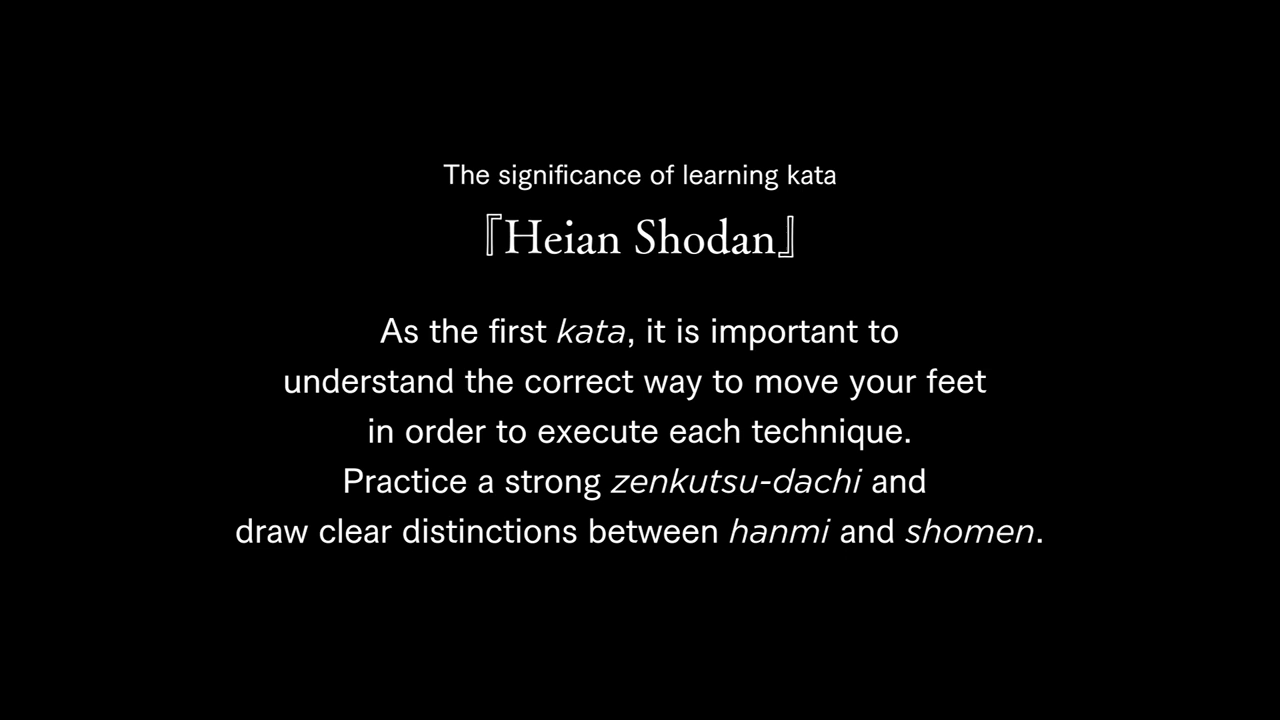 The significance of learning kata
『Heian Shodan』
As the first kata, it is important to
understand the correct way to move your feet
in order to execute each technique.
Practice a strong zenkutsu-dachi and
draw clear distinctions between hanmi and shomen.